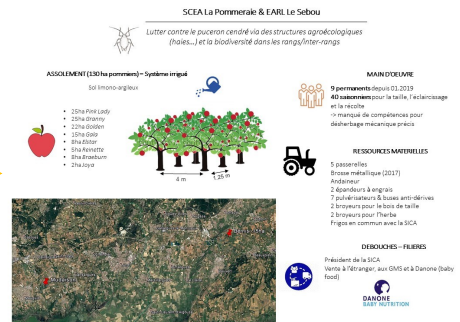 SCEA La Pommeraie & EARL Le Sebou
Lutter contre le puceron cendré via des structures agroécologiques
(haies...) et la biodiversité dans les rangs/inter-rangs
ASSOLEMENT (130 ha pommiers) – Système irrigué
Sol limono-argileux
• 25ha Pink Lady
• 25ha Granny
• 22ha Golden
• 15ha Gala
• 8ha Elster
• 5ha Reinette
• 5ha Braeburn
• 2ha Joya
4 m
1,25 m
MAIN D'OEUVRE
9 permanents depuis 01.2019
40 saisonniers pour la taille, l'éclaircissage
et la récolte
-> manque de compétences pour
désherbage mécanique précis
RESSOURCES MATERIELLES
5 passerelles
Brosse métallique (2017)
Andaineur
2 épandeurs à engrais
7 pulvérisateurs & buses anti-dérives
2 broyeurs pour le bois de taille
2 broyeurs pour l'herbe
Frigos en commun avec la SICA
DEBOUCHES – FILIERES
Président de la SICA
Vente à l'étranger, aux GMS et à Danone (baby
food)
DANONE
BABY NUTRITION